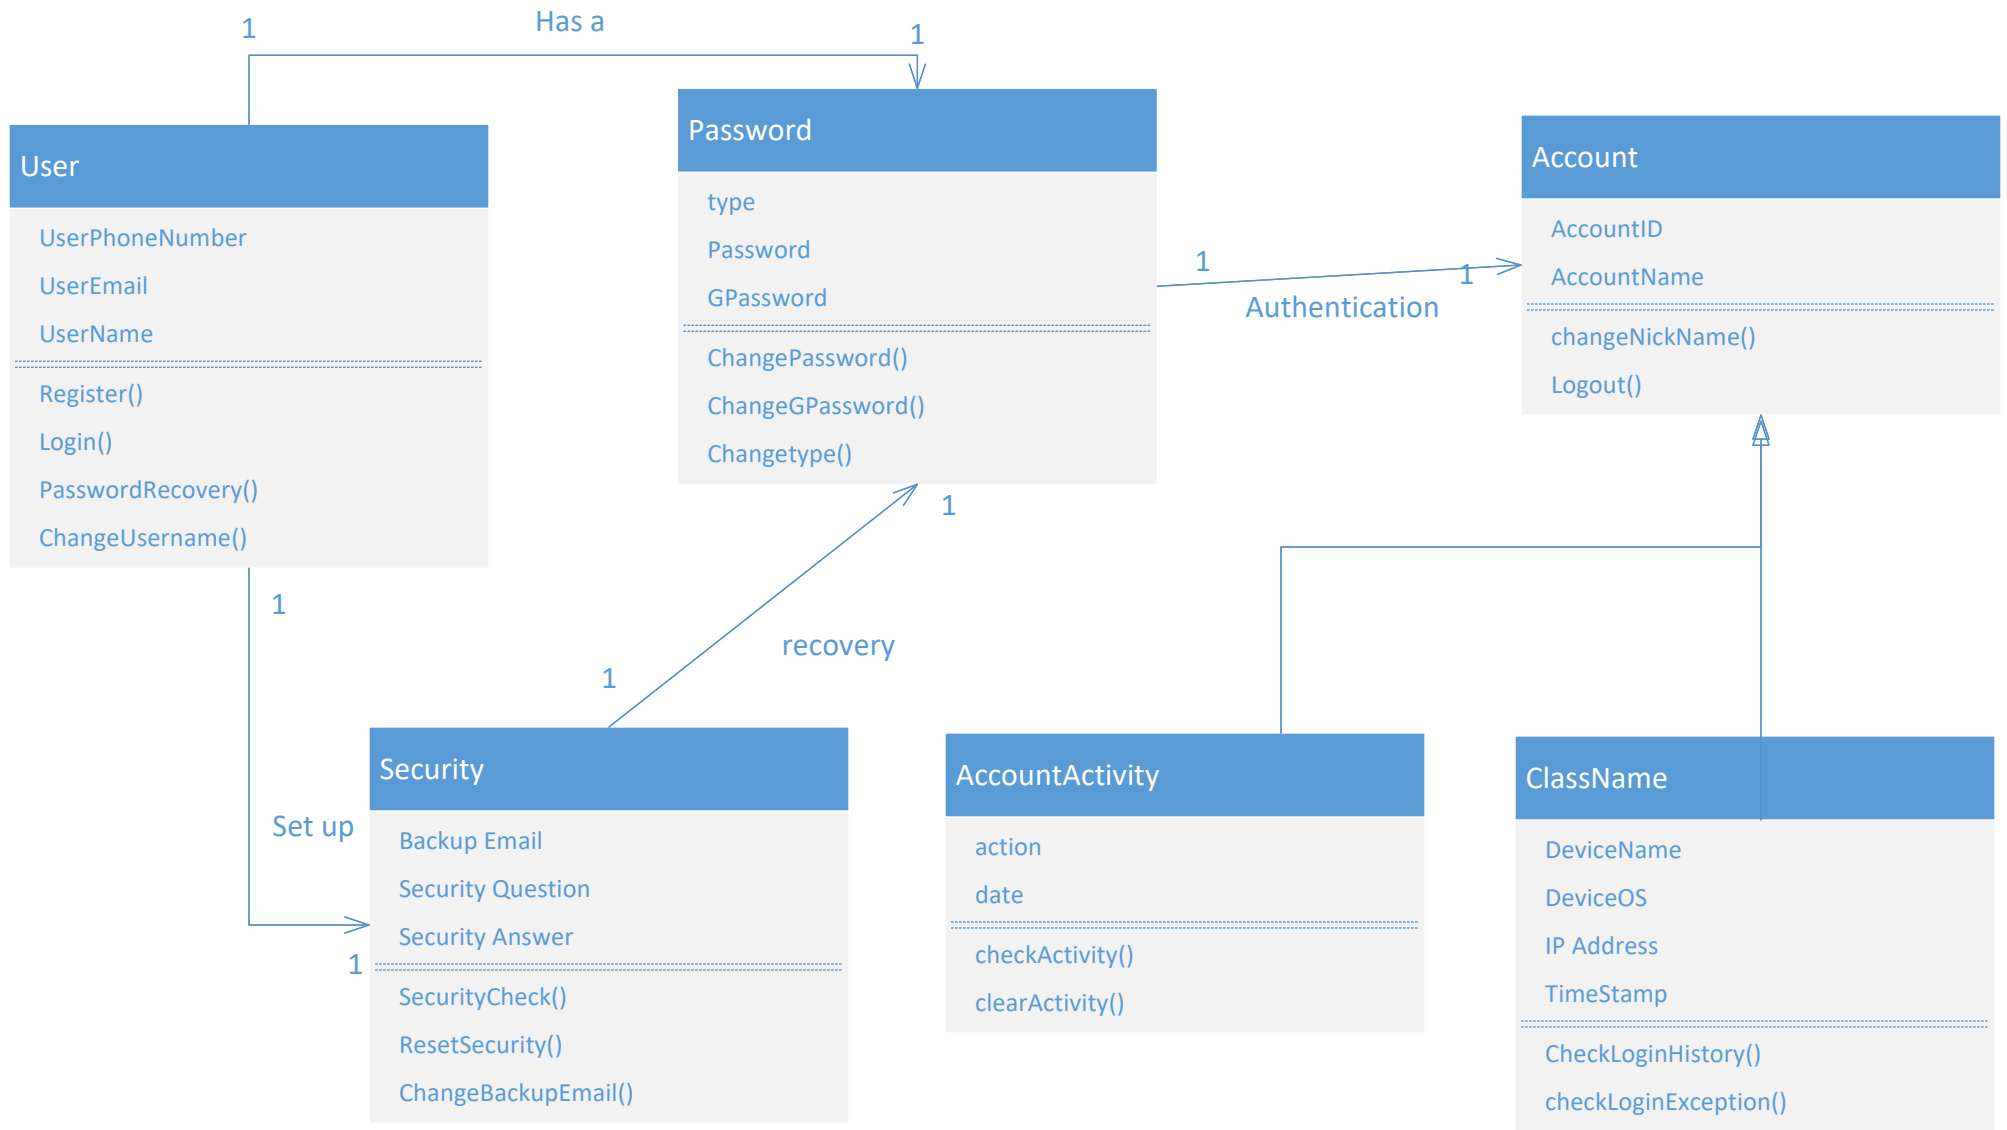 1
Has a
1
User
UserPhoneNumber
UserEmail
UserName
Register()
Login()
PasswordRecovery()
ChangeUsername()
Password
type
Password
GPassword
ChangePassword()
ChangeGPassword()
Changetype()
1
Authentication
1
Account
AccountID
AccountName
changeNickName()
Logout()
1
Set up
1
1
recovery
1
Security
Backup Email
Security Question
Security Answer
SecurityCheck()
ResetSecurity()
ChangeBackupEmail()
AccountActivity
action
date
checkActivity()
clearActivity()
ClassName
DeviceName
DeviceOS
IP Address
TimeStamp
CheckLoginHistory()
checkLoginException()